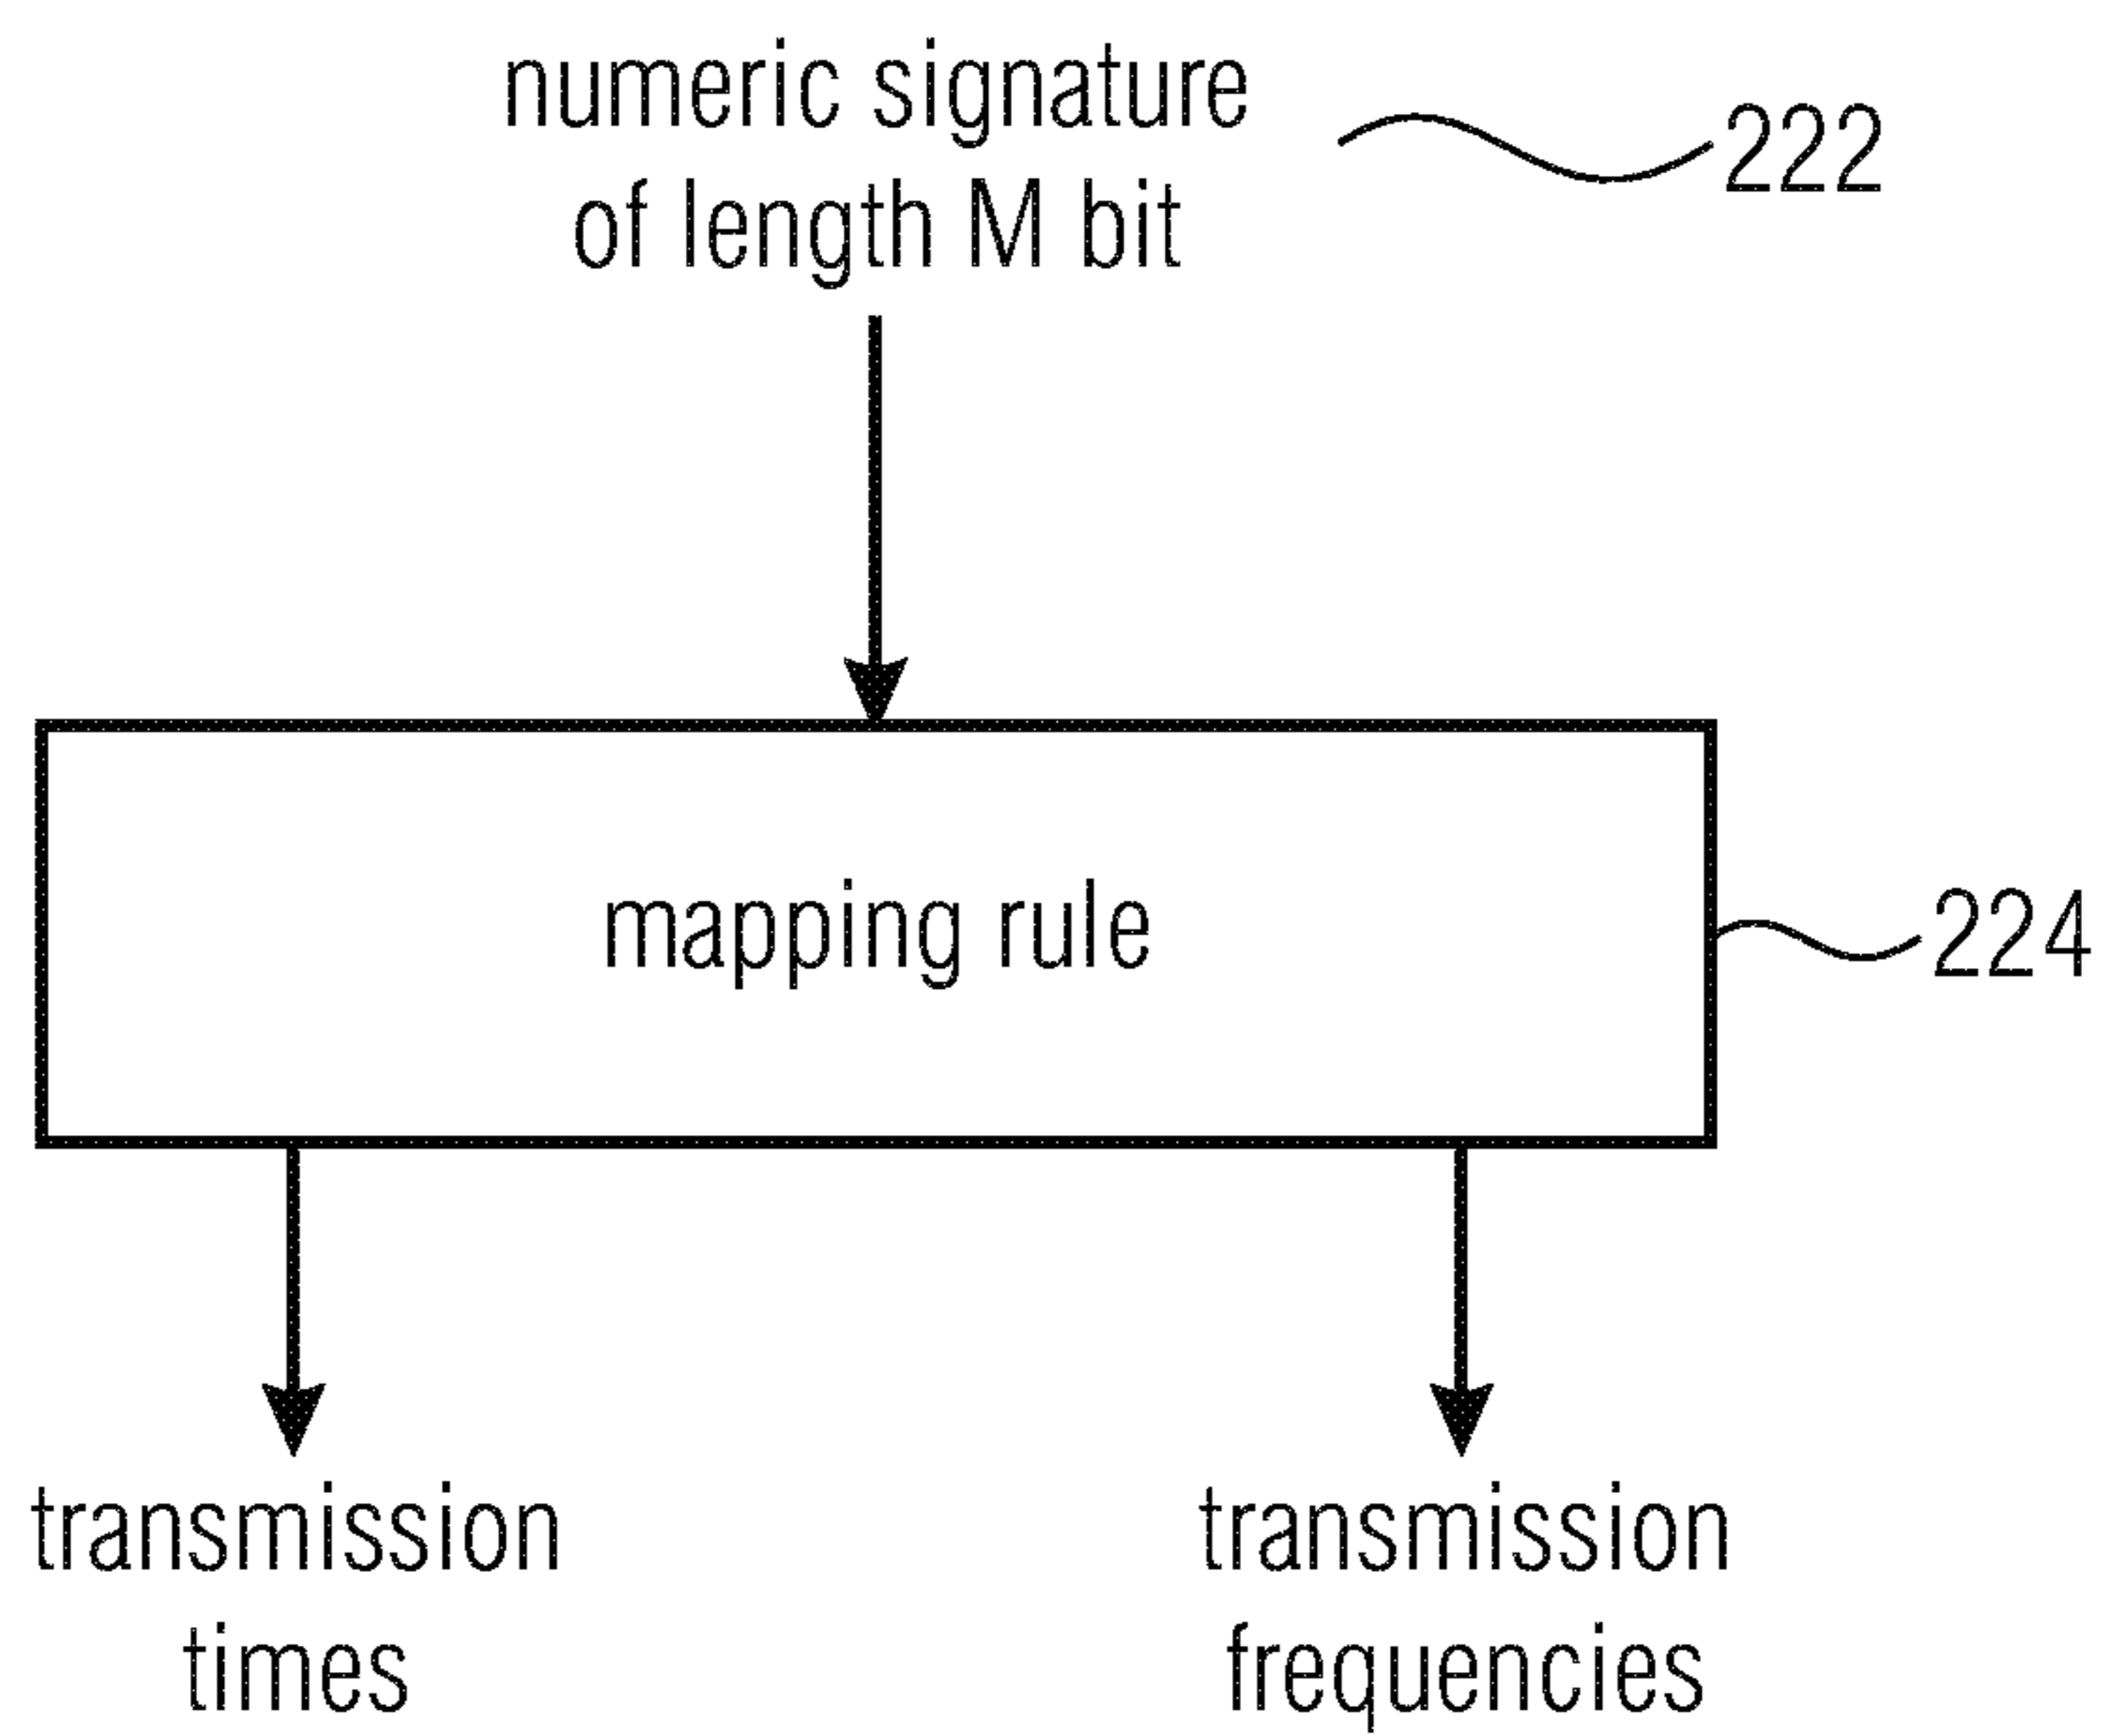 numeric signature
of length M bit
222
mapping rule
224
transmission
times
transmission
frequencies